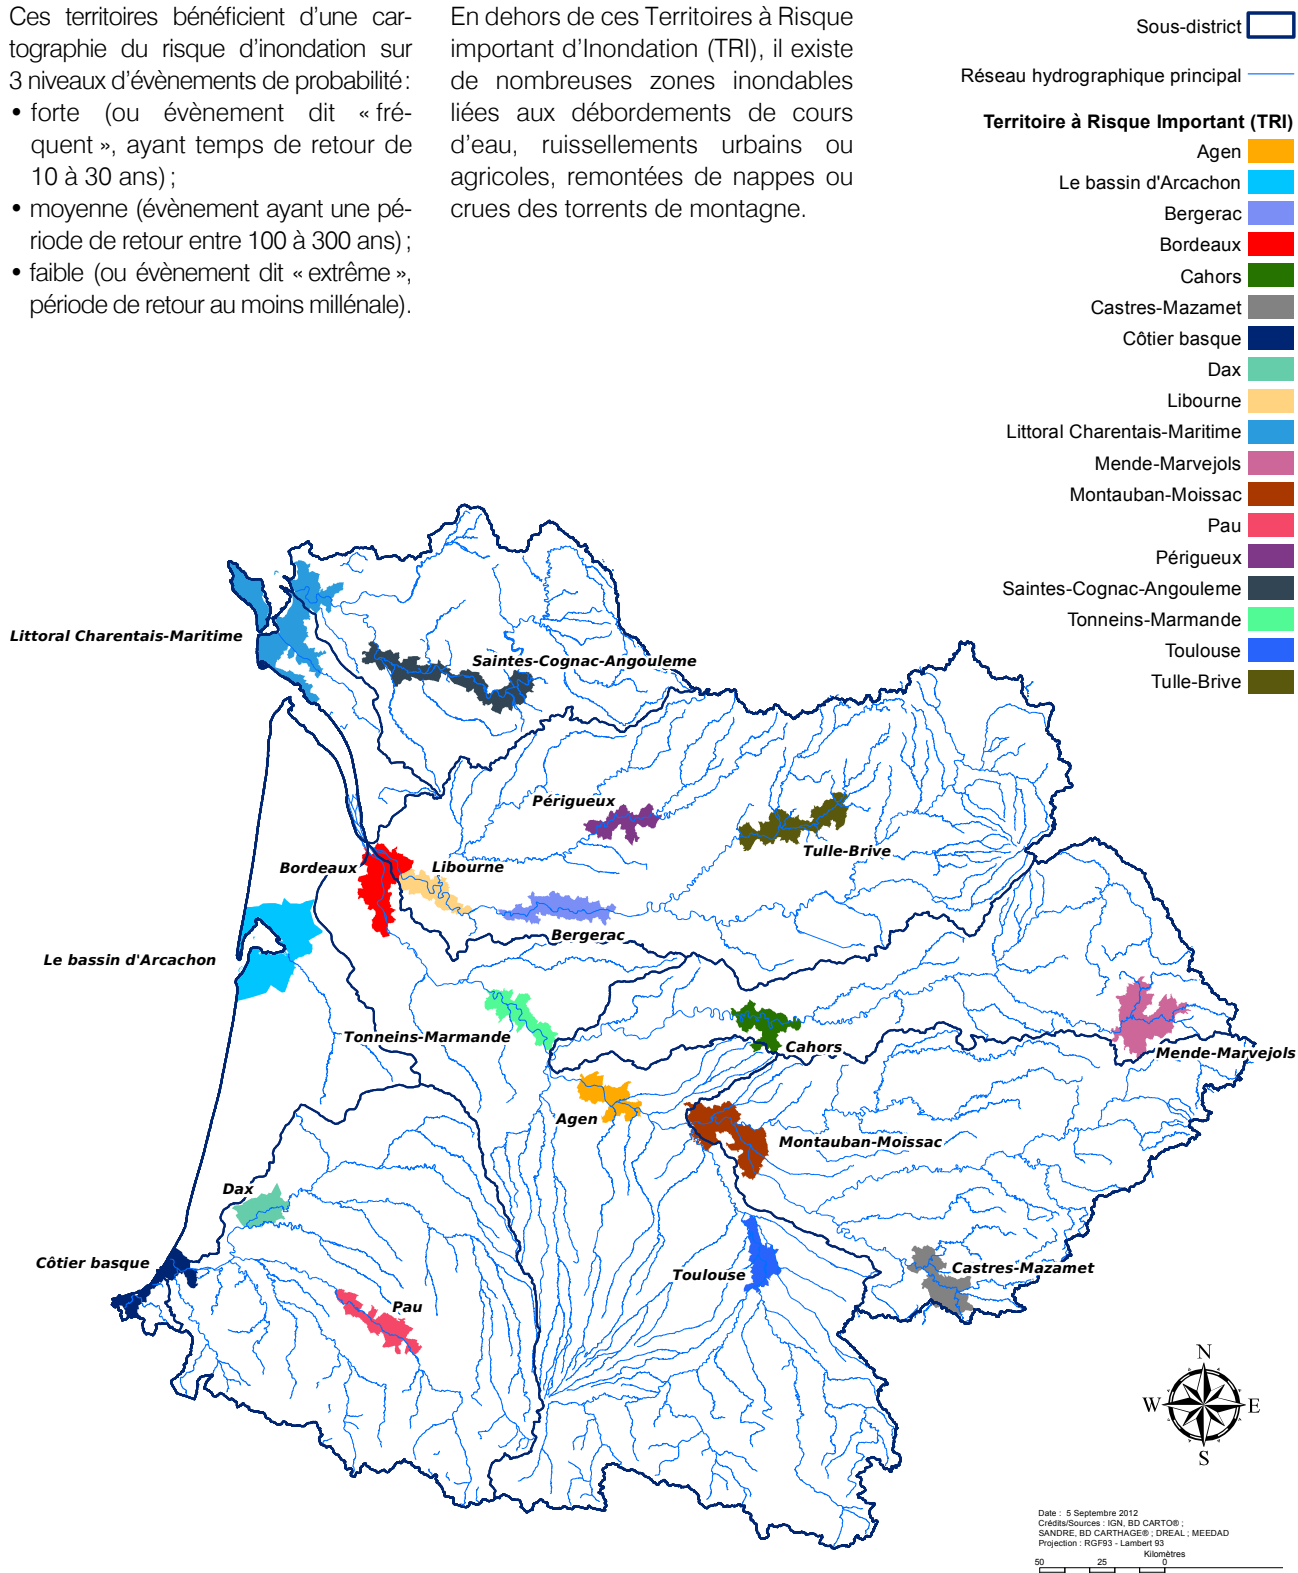 Ces territoires bénéficient d'une car-
tographie du risque d'inondation sur
3 niveaux d'évènements de probabilité :
• forte (ou évènement dit « fré-
quent », ayant temps de retour de
10 à 30 ans) ;
• moyenne (évènement ayant une pé-
riode de retour entre 100 à 300 ans) ;
• faible (ou évènement dit « extrême »,
période de retour au moins millénale).
En dehors de ces Territoires à Risque
important d'Inondation (TRI), il existe
de nombreuses zones inondables
liées aux débordements de cours
d'eau, ruissellements urbains ou
agricoles, remontées de nappes ou
crues des torrents de montagne.
Sous-district
Réseau hydrographique principal
Territoire à Risque Important (TRI)
Agen
Le bassin d'Arcachon
Bergerac
Bordeaux
Cahors
Castres-Mazamet
Côtier basque
Dax
Libourne
Littoral Charentais-Maritime
Mende-Marvejols
Montauban-Moissac
Pau
Périgueux
Saintes-Cognac-Angouleme
Tonneins-Marmande
Toulouse
Tulle-Brive
Littoral Charentais-Maritime
Saintes-Cognac-Angouleme
Périgueux
Tulle-Brive
Bordeaux
Libourne
Bergerac
Le bassin d'Arcachon
Tonneins-Marmande
Cahors
Mende-Marvejols
Agen
Montauban-Moissac
Dax
Côtier basque
Toulouse
Castres-Mazamet
Pau
N
W E
S
Date : 5 Septembre 2012
Crédits/Sources : IGN, BD CARTO® ;
SANDRE, BD CARTHAGE® ; DREAL ; MEEDAD
Projection : RGF93 - Lambert 93
Kilomètres
50 25 0